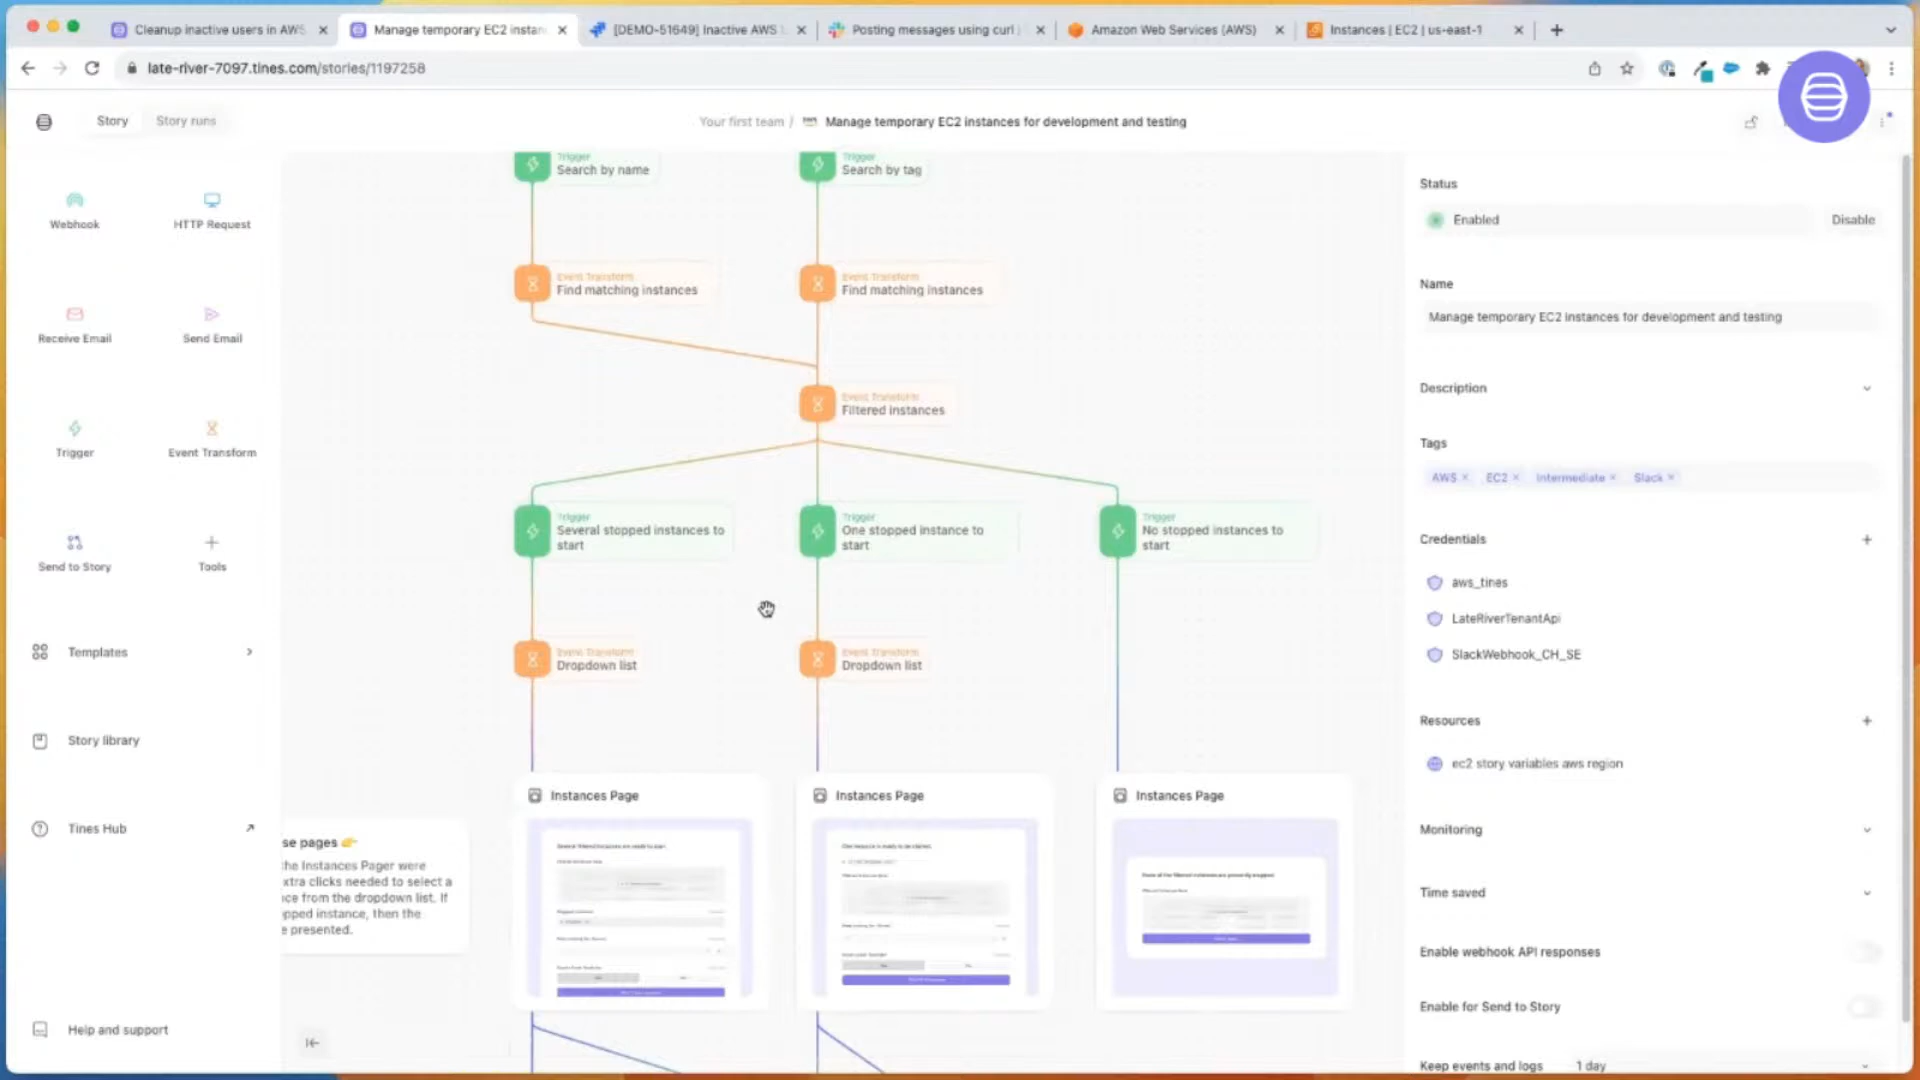 Cleanup inactive users in AWS
Manage temporary EC2 instan
[DEMO-51649] Inactive AWS
Posting messages using curl
Amazon Web Services (AWS)
Instances | EC2 | us-east-1
late-river-7097.tines.com/stories/1197258
Story
Story runs
Your first team /
Manage temporary EC2 instances for development and testing
Webhook
HTTP Request
Receive Email
Send Email
Trigger
Event Transform
Send to Story
Tools
Templates
Story library
Tines Hub
Help and support
Trigger
Search by name
Trigger
Search by tag
Event Transform
Find matching instances
Event Transform
Find matching instances
Event Transform
Filtered instances
Trigger
Several stopped instances to
start
Trigger
One stopped instance to
start
Trigger
No stopped instances to
start
Event Transform
Dropdown list
Event Transform
Dropdown list
se pages 👉
the Instances Pager were
xtra clicks needed to select a
nce from the dropdown list. If
opped instance, then the
e presented.
Instances Page
Instances Page
Instances Page
Status
Enabled
Disable
Name
Manage temporary EC2 instances for development and testing
Description
Tags
AWS ×
EC2 ×
Intermediate ×
Slack ×
Credentials
aws_tines
LateRiverTenantApi
SlackWebhook_CH_SE
Resources
ec2 story variables aws region
Monitoring
Time saved
Enable webhook API responses
Enable for Send to Story
Keep events and logs
1 day